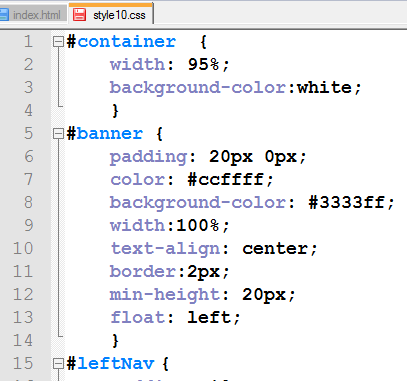 index.html style10.css
1 #container {
2 width: 95%;
3 background-color:white;
4 }
5 #banner {
6 padding: 20px 0px;
7 color: #ccffff;
8 background-color: #3333ff;
9 width:100%;
10 text-align: center;
11 border:2px;
12 min-height: 20px;
13 float: left;
14 }
15 #leftNav {
16